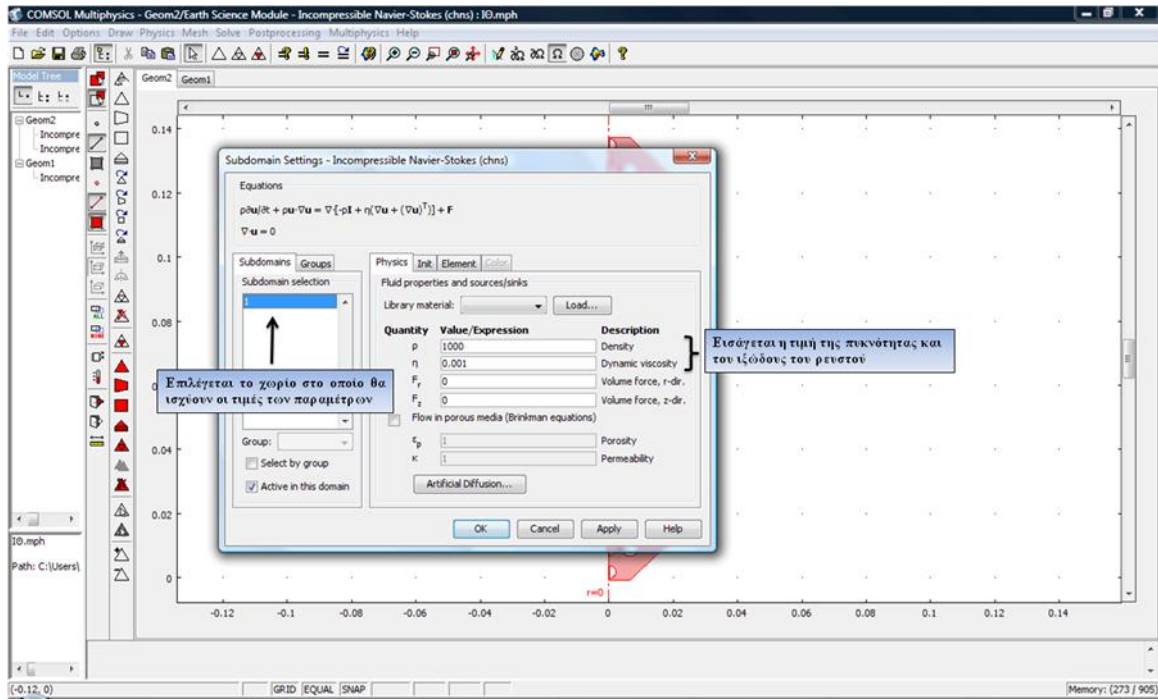 COMSOL Multiphysics - Geom2/Earth Science Module - Incompressible Navier-Stokes (chns) : IΘ.mph
File Edit Options Draw Physics Mesh Solve Postprocessing Multiphysics Help
Model Tree
Geom2 Geom1
Geom2
Incompre
Incompre
Geom1
Incompre
0.14
0.12
0.1
0.08
0.04
0.02
0
Subdomain Settings - Incompressible Navier-Stokes (chns)
Equations
ρ∂u/∂t + ρu·∇u = ∇·[-pI + η(∇u + (∇u)ᵀ)] + F
∇·u = 0
Subdomains Groups
Subdomain selection
1
Group:
Select by group
Active in this domain
Physics Init Element Color
Fluid properties and sources/sinks
Library material: Load...
Quantity Value/Expression Description
ρ 1000 Density
η 0.001 Dynamic viscosity
F_r 0 Volume force, r-dir.
F_z 0 Volume force, z-dir.
Flow in porous media (Brinkman equations)
ε_p 1 Porosity
κ 1 Permeability
Artificial Diffusion...
OK Cancel Apply Help
Επιλέγεται το χωρίο στο οποίο θα
ισχύουν οι τιμές των παραμέτρων
Εισάγεται η τιμή της πυκνότητας και
του ιξώδους του ρευστού
r=0
-0.12 -0.1 -0.08 -0.06 -0.04 -0.02 0 0.02 0.04 0.06 0.08 0.1 0.12 0.14
IΘ.mph
Path: C:\Users\
(-0.12, 0) GRID EQUAL SNAP Memory: (273 / 905)